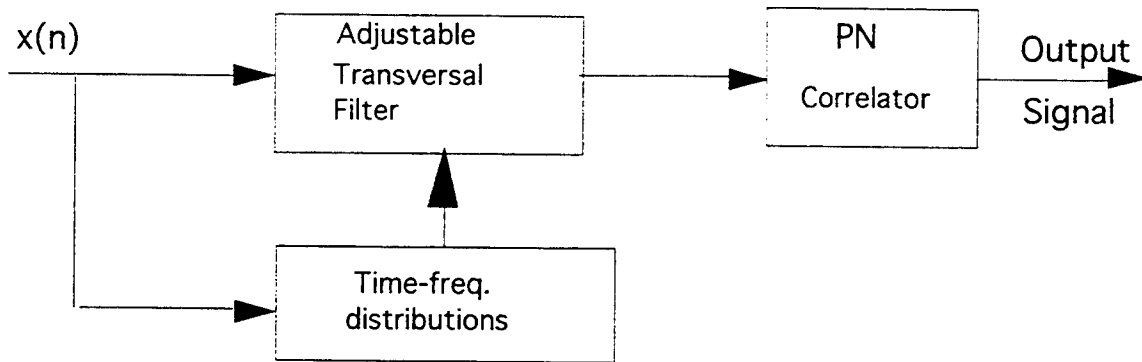 x(n)
Adjustable
Transversal
Filter
PN
Correlator
Output
Signal
Time-freq.
distributions